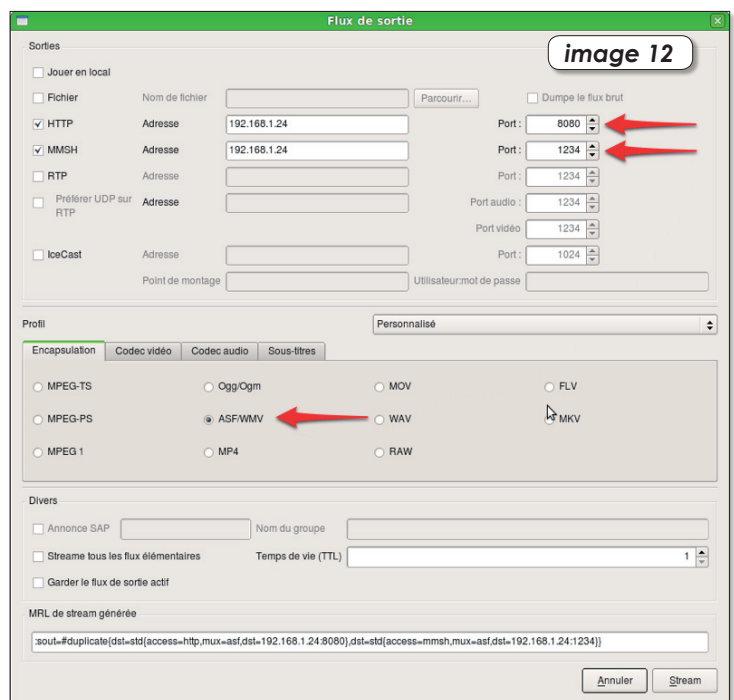 Flux de sortie
image 12
Sorties
Jouer en local
Fichier Nom de fichier Parcourir... Dumpe le flux brut
HTTP Adresse 192.168.1.24 Port : 8080
MMSH Adresse 192.168.1.24 Port : 1234
RTP Adresse Port : 1234
Préférer UDP sur RTP Adresse Port audio : 1234
Port vidéo 1234
IceCast Adresse Port : 1024
Point de montage Utilisateur:mot de passe
Profil Personnalisé
Encapsulation Codec vidéo Codec audio Sous-titres
MPEG-TS Ogg/Ogm MOV FLV
MPEG-PS ASF/WMV WAV MKV
MPEG 1 MP4 RAW
Divers
Annonce SAP Nom du groupe
Streame tous les flux élémentaires Temps de vie (TTL) 1
Garder le flux de sortie actif
MRL de stream générée
:sout=#duplicate{dst=std{access=http,mux=asf,dst=192.168.1.24:8080},dst=std{access=mmsh,mux=asf,dst=192.168.1.24:1234}}
Annuler Stream